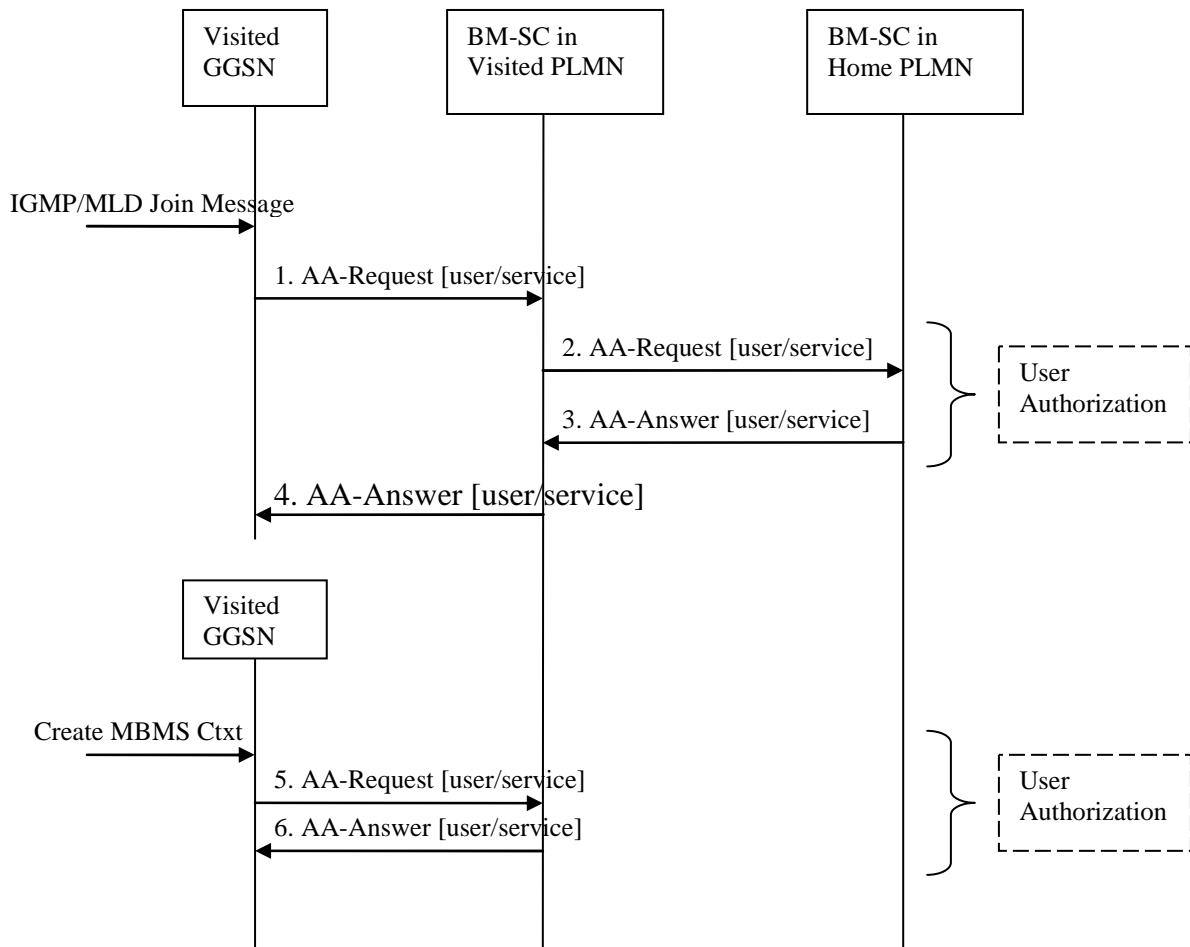 Visited
GGSN
BM-SC in
Visited PLMN
BM-SC in
Home PLMN
IGMP/MLD Join Message
1. AA-Request [user/service]
2. AA-Request [user/service]
User
Authorization
3. AA-Answer [user/service]
4. AA-Answer [user/service]
Visited
GGSN
Create MBMS Ctxt
5. AA-Request [user/service]
User
Authorization
6. AA-Answer [user/service]